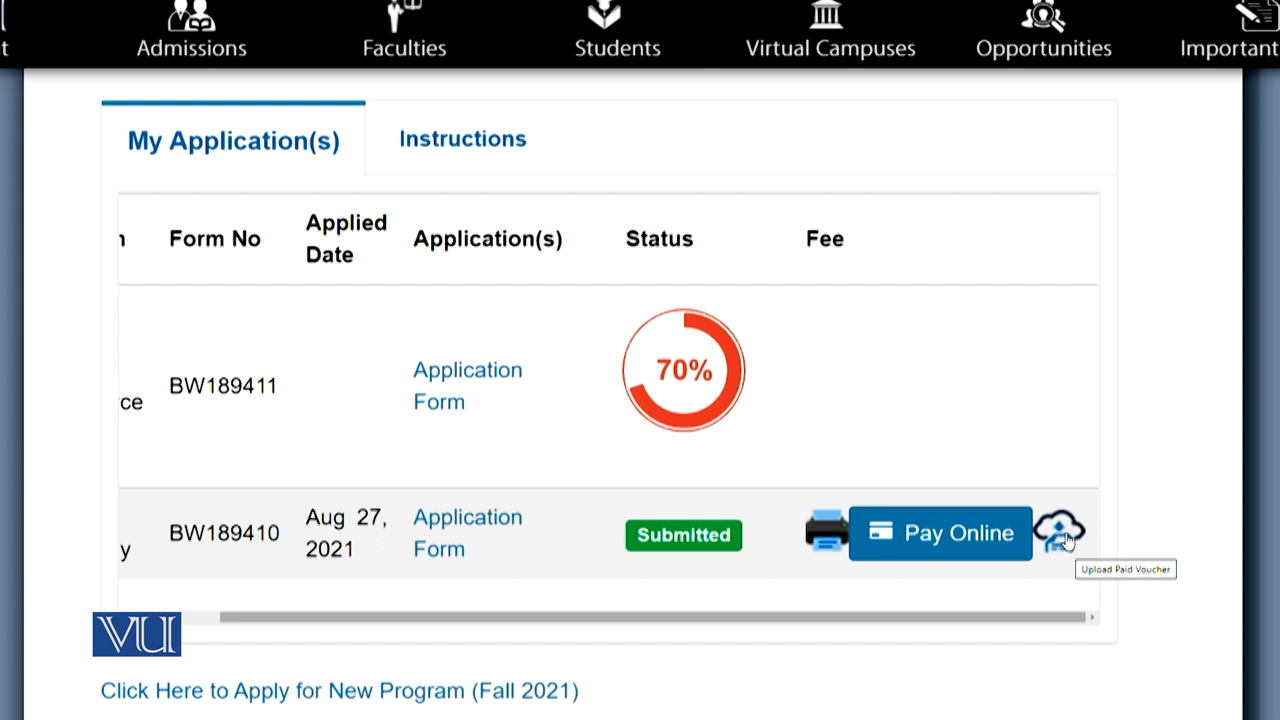 t
Admissions
Faculties
Students
Virtual Campuses
Opportunities
Important
My Application(s)
Instructions
n
Form No
Applied
Date
Application(s)
Status
Fee
ce
BW189411
Application
Form
70%
y
BW189410
Aug 27,
2021
Application
Form
Submitted
Pay Online
Upload Paid Voucher
VU
Click Here to Apply for New Program (Fall 2021)